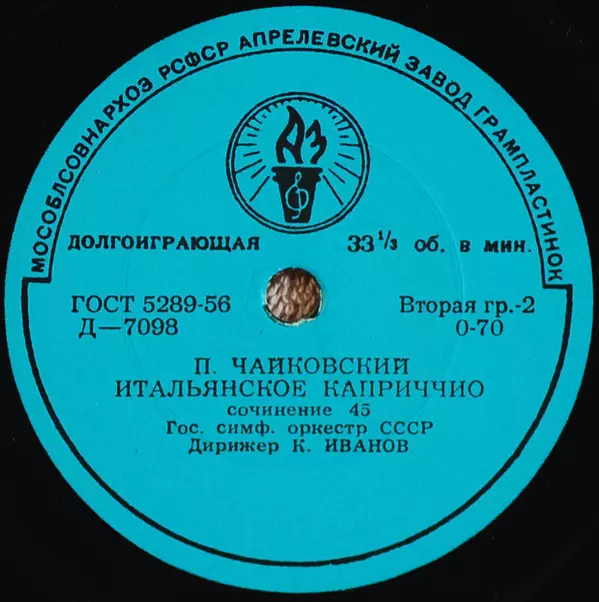 МОСОБЛСОВНАРХОЗ РСФСР АПРЕЛЕВСКИЙ ЗАВОД ГРАМПЛАСТИНОК
АЗ
ДОЛГОИГРАЮЩАЯ 33 1/3 об. в мин.
ГОСТ 5289-56 Вторая гр.-2
Д—7098 0-70
П. ЧАЙКОВСКИЙ
ИТАЛЬЯНСКОЕ КАПРИЧЧИО
сочинение 45
Гос. симф. оркестр СССР
Дирижер К. ИВАНОВ